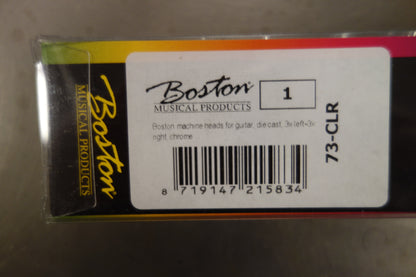 Boston
MUSICAL PRODUCTS
1
Boston machine heads for guitar, die cast, 3x left+3x
right, chrome
73-CLR
8 719147 215834
Boston
MUSICAL PRODUCTS